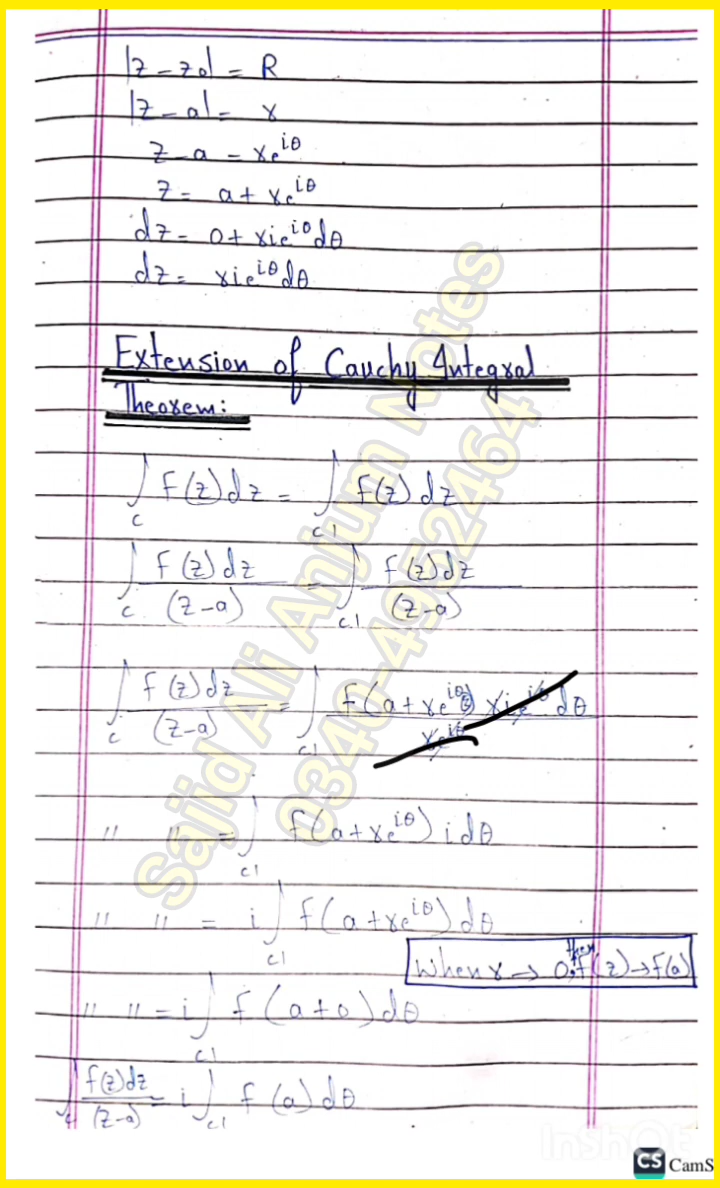 |z-z₀| = R
|z-a| = r
z-a = re^{iθ}
z = a + re^{iθ}
dz = 0 + rie^{iθ}dθ
dz = rie^{iθ}dθ
Extension of Cauchy Integral
Theorem:
∫_c f(z)dz = ∫_{c1} f(z)dz
∫_c f(z)dz/(z-a) = ∫_{c1} f(z)dz/(z-a)
∫_c f(z)dz/(z-a) = ∫_{c1} f(a+re^{iθ}) rie^{iθ}dθ/re^{iθ}
" " = ∫_{c1} f(a+re^{iθ}) idθ
" " = i∫_{c1} f(a+re^{iθ})dθ
When r → 0, then f(z) → f(a)
" " = i∫_{c1} f(a+0)dθ
∫_c f(z)dz/(z-a) = i∫_{c1} f(a)dθ
Sajid Ali Anjum Notes
0340-4952464
InShOt
CS CamS